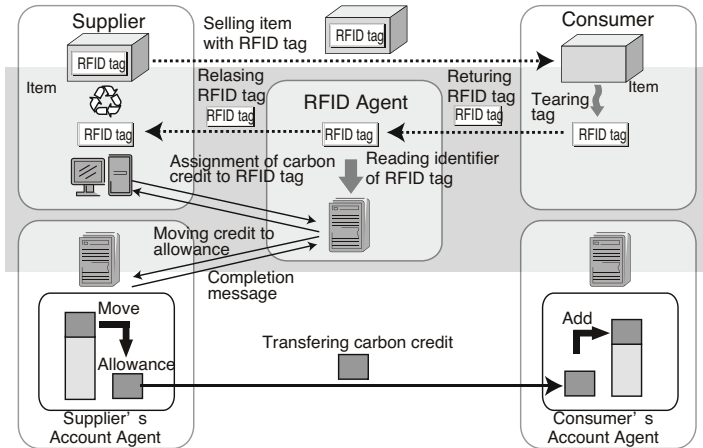 Supplier
Selling item
with RFID tag
RFID tag
Consumer
RFID tag
Item
Relasing
RFID tag
RFID tag
RFID Agent
Returing
RFID tag
RFID tag
Tearing
tag
Item
RFID tag
RFID tag
RFID tag
Assignment of carbon
credit to RFID tag
Reading identifier
of RFID tag
Moving credit to
allowance
Completion
message
Move
Allowance
Transfering carbon credit
Add
Supplier’s
Account Agent
Consumer’s
Account Agent